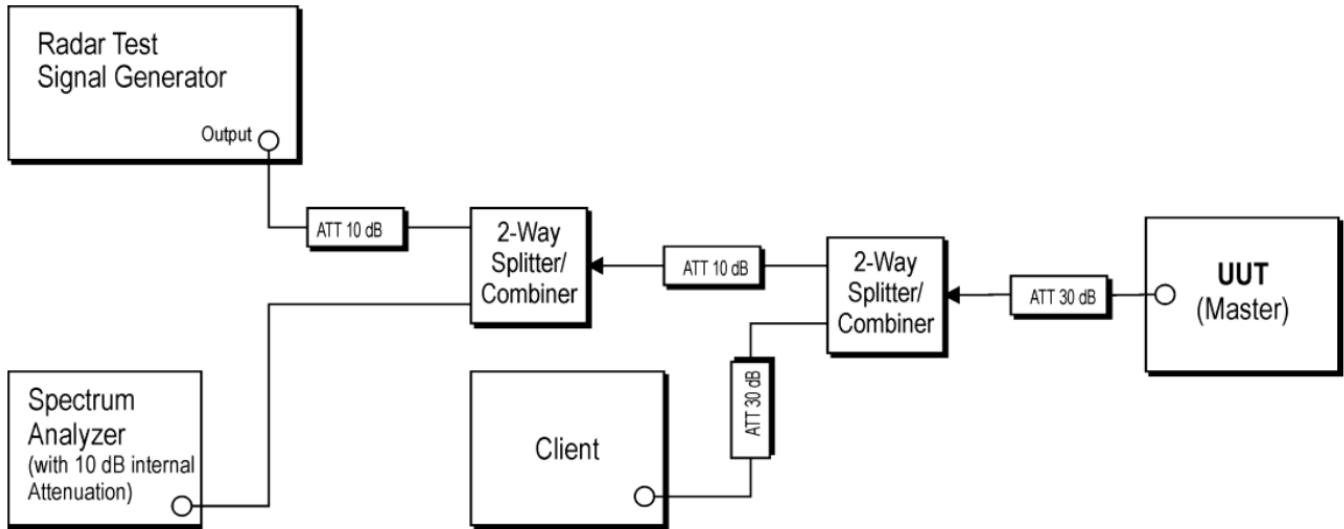 Radar Test
Signal Generator
Output
ATT 10 dB
2-Way
Splitter/
Combiner
ATT 10 dB
2-Way
Splitter/
Combiner
ATT 30 dB
UUT
(Master)
Spectrum
Analyzer
(with 10 dB internal
Attenuation)
Client
ATT 30 dB